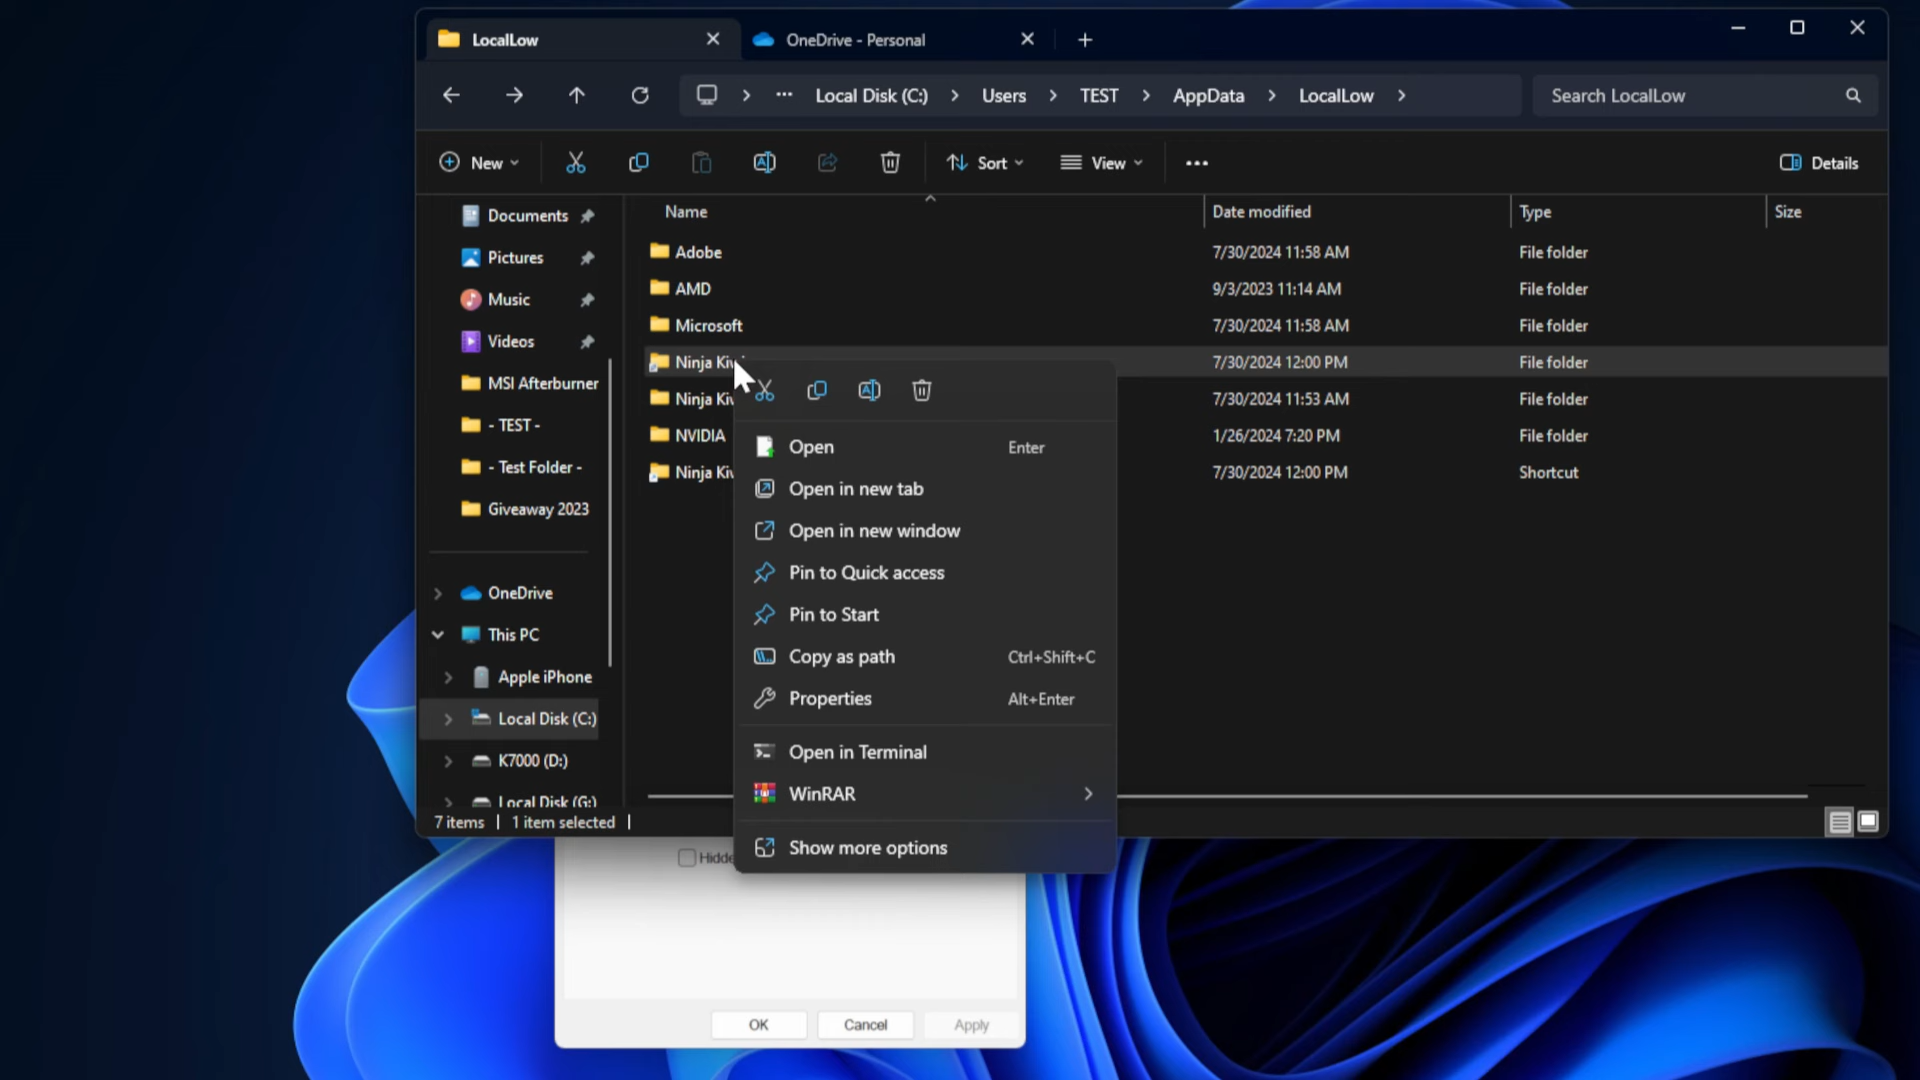 LocalLow
OneDrive - Personal
Local Disk (C:) > Users > TEST > AppData > LocalLow >
Search LocalLow
New
Sort
View
Details
Documents
Pictures
Music
Videos
MSI Afterburner
- TEST -
- Test Folder -
Giveaway 2023
OneDrive
This PC
Apple iPhone
Local Disk (C:)
K7000 (D:)
Local Disk (G:)
Name Date modified Type Size
Adobe 7/30/2024 11:58 AM File folder
AMD 9/3/2023 11:14 AM File folder
Microsoft 7/30/2024 11:58 AM File folder
Ninja 7/30/2024 12:00 PM File folder
Ninja 7/30/2024 11:53 AM File folder
NVIDIA 1/26/2024 7:20 PM File folder
Ninja 7/30/2024 12:00 PM Shortcut
Open Enter
Open in new tab
Open in new window
Pin to Quick access
Pin to Start
Copy as path Ctrl+Shift+C
Properties Alt+Enter
Open in Terminal
WinRAR
Show more options
7 items | 1 item selected |
OK Cancel Apply